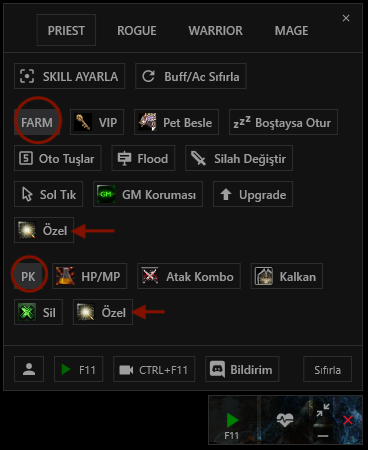 PRIEST ROGUE WARRIOR MAGE
SKILL AYARLA Buff/Ac Sıfırla
FARM VIP Pet Besle zzZ Boştaysa Otur
5 Oto Tuşlar Flood Silah Değiştir
Sol Tık GM GM Koruması Upgrade
Özel
PK HP/MP Atak Kombo Kalkan
Sil Özel
F11 CTRL+F11 Bildirim Sıfırla
F11